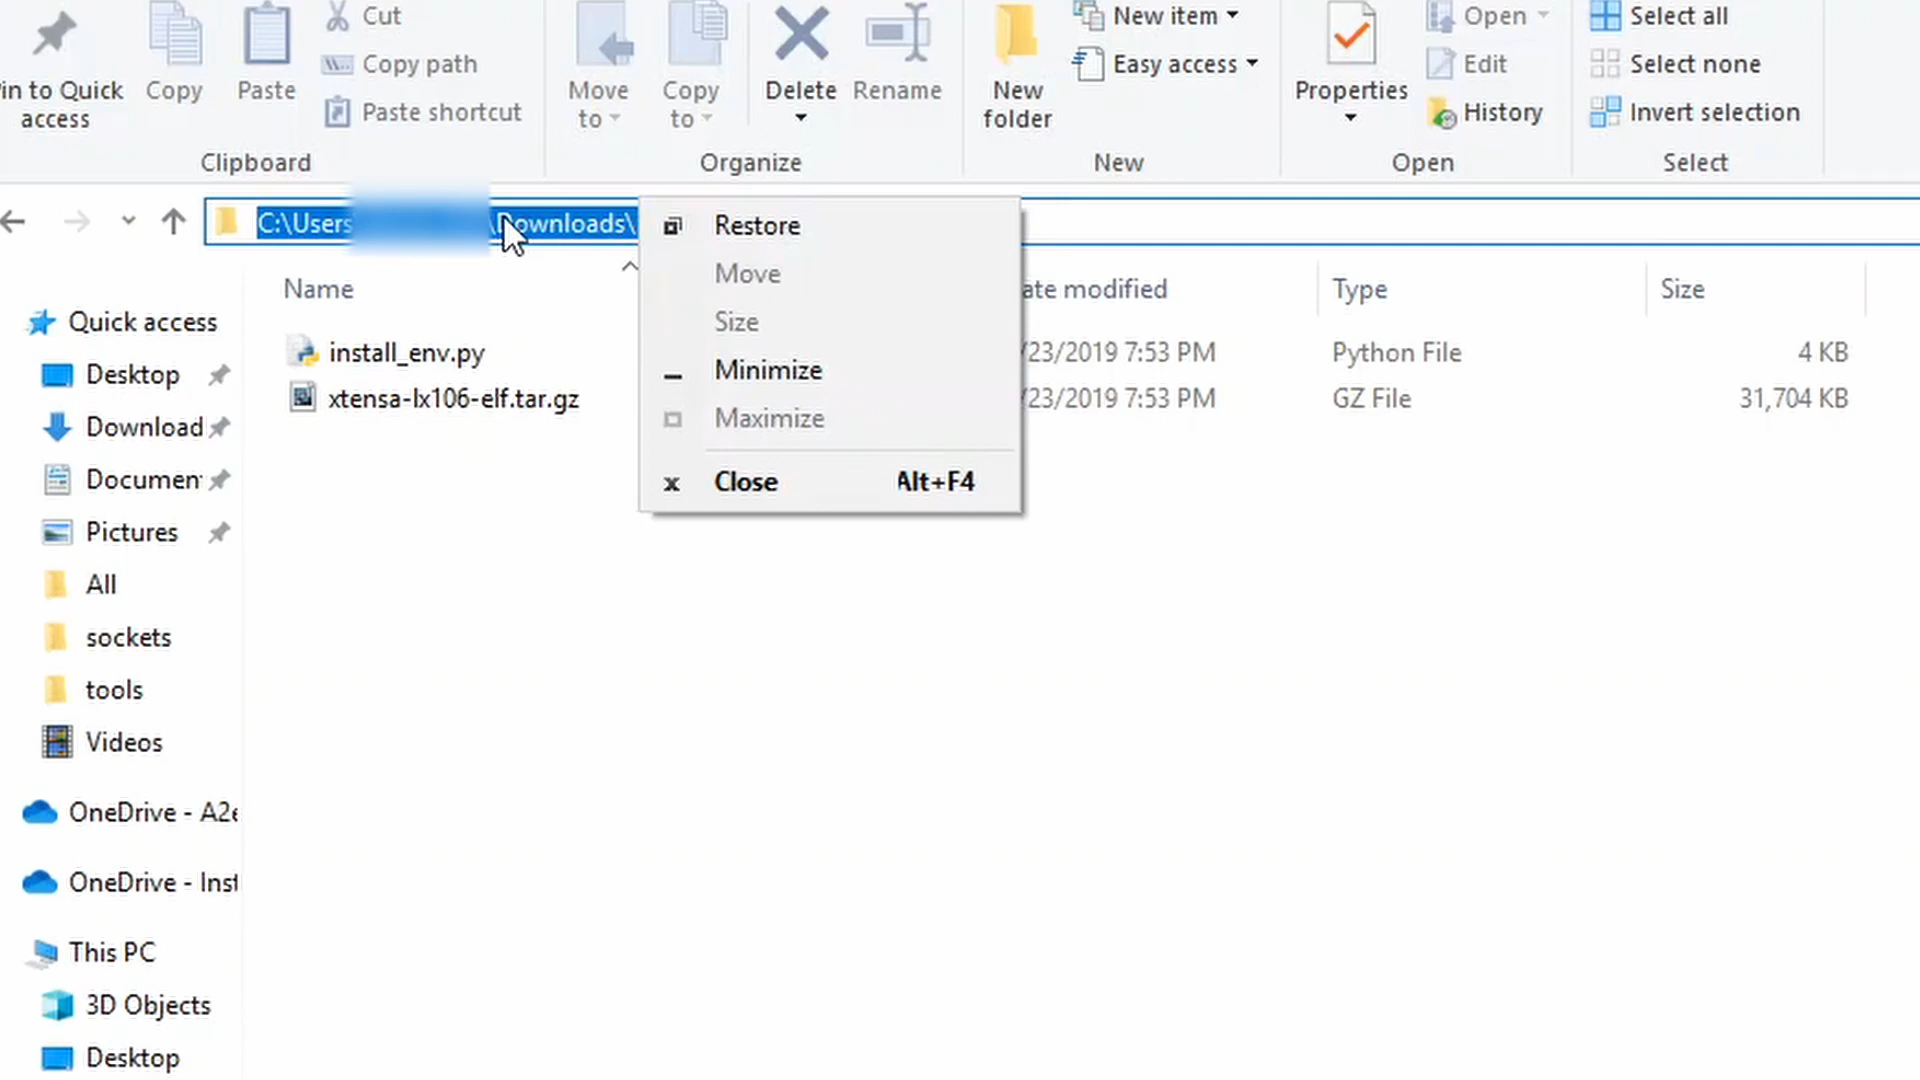 Cut
New item
Open
Select all
Copy path
Easy access
Edit
Select none
in to Quick
access
Copy
Paste
Paste shortcut
Move
to
Copy
to
Delete
Rename
New
folder
Properties
History
Invert selection
Clipboard
Organize
New
Open
Select
C:\Users
\Downloads\
Restore
Move
Size
Minimize
Maximize
Close Alt+F4
Name
ate modified
Type
Size
install_env.py
/23/2019 7:53 PM
Python File
4 KB
xtensa-lx106-elf.tar.gz
/23/2019 7:53 PM
GZ File
31,704 KB
Quick access
Desktop
Download
Documen
Pictures
All
sockets
tools
Videos
OneDrive - A2e
OneDrive - Inst
This PC
3D Objects
Desktop